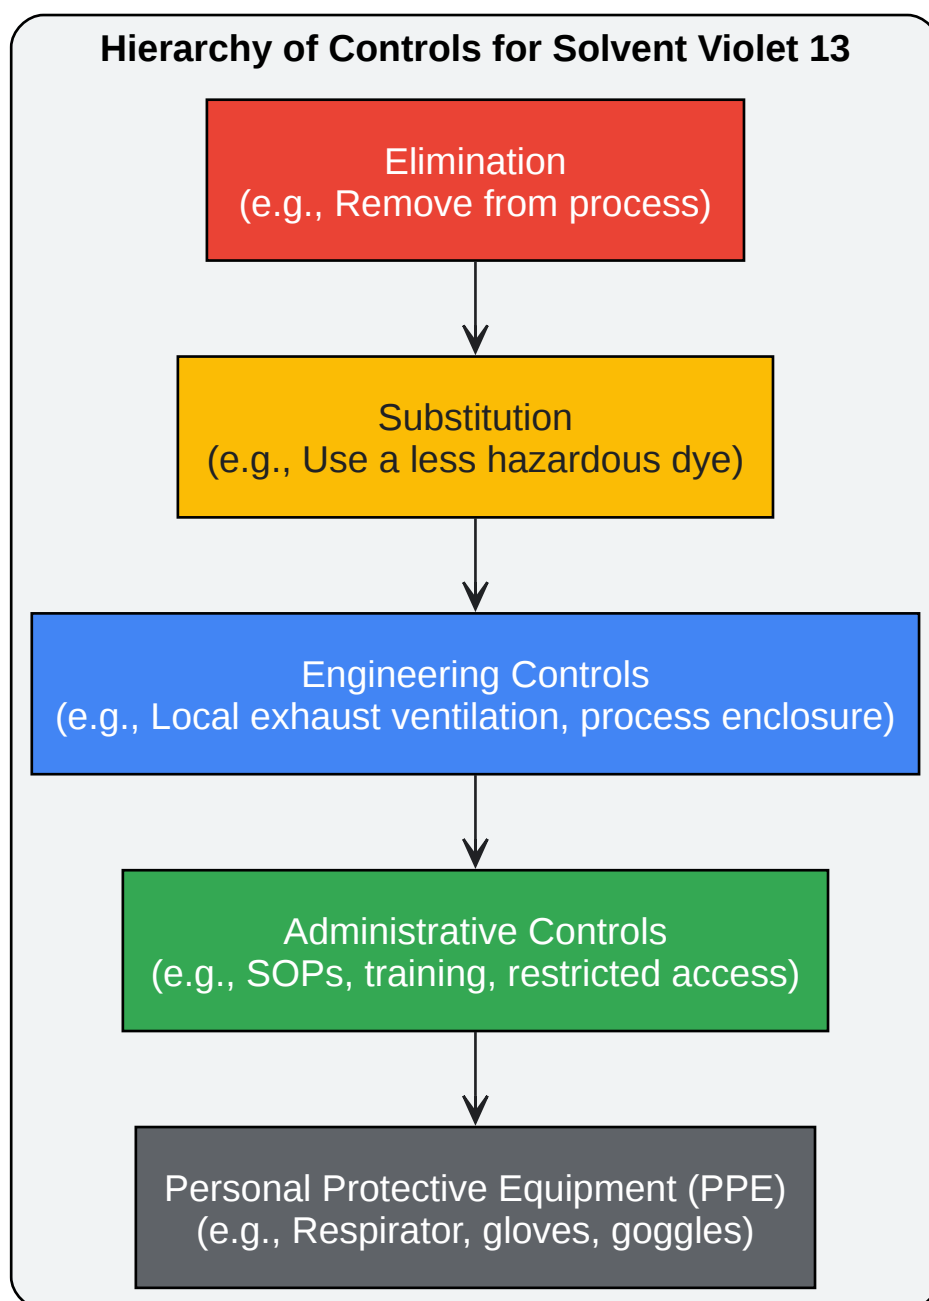 Hierarchy of Controls for Solvent Violet 13
Elimination
(e.g., Remove from process)
Substitution
(e.g., Use a less hazardous dye)
Engineering Controls
(e.g., Local exhaust ventilation, process enclosure)
Administrative Controls
(e.g., SOPs, training, restricted access)
Personal Protective Equipment (PPE)
(e.g., Respirator, gloves, goggles)